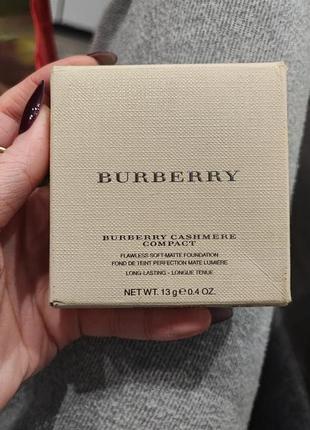 BURBERRY
BURBERRY CASHMERE
COMPACT
FLAWLESS SOFT-MATTE FOUNDATION
FOND DE TEINT PERFECTION MATE LUMIÈRE
LONG-LASTING - LONGUE TENUE
NET WT. 13 g ℮ 0.4 OZ.